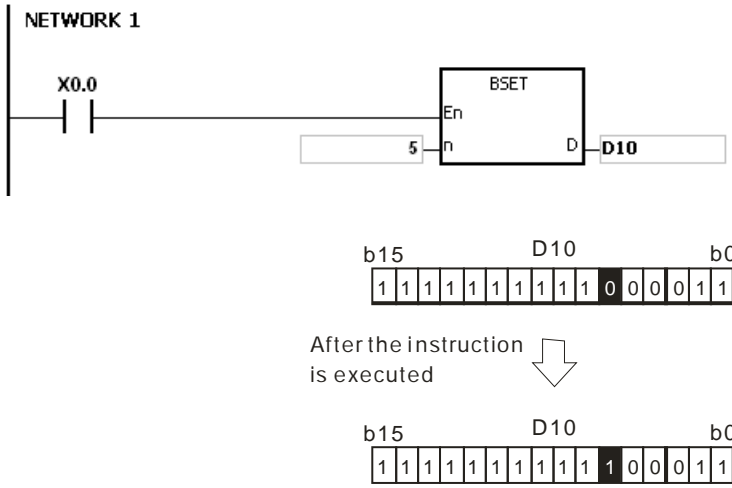 NETWORK 1
X0.0
BSET
En
5 n D D10
b15 D10 b0
1 1 1 1 1 1 1 1 1 1 0 0 0 0 1 1
After the instruction
is executed
b15 D10 b0
1 1 1 1 1 1 1 1 1 1 1 0 0 0 1 1